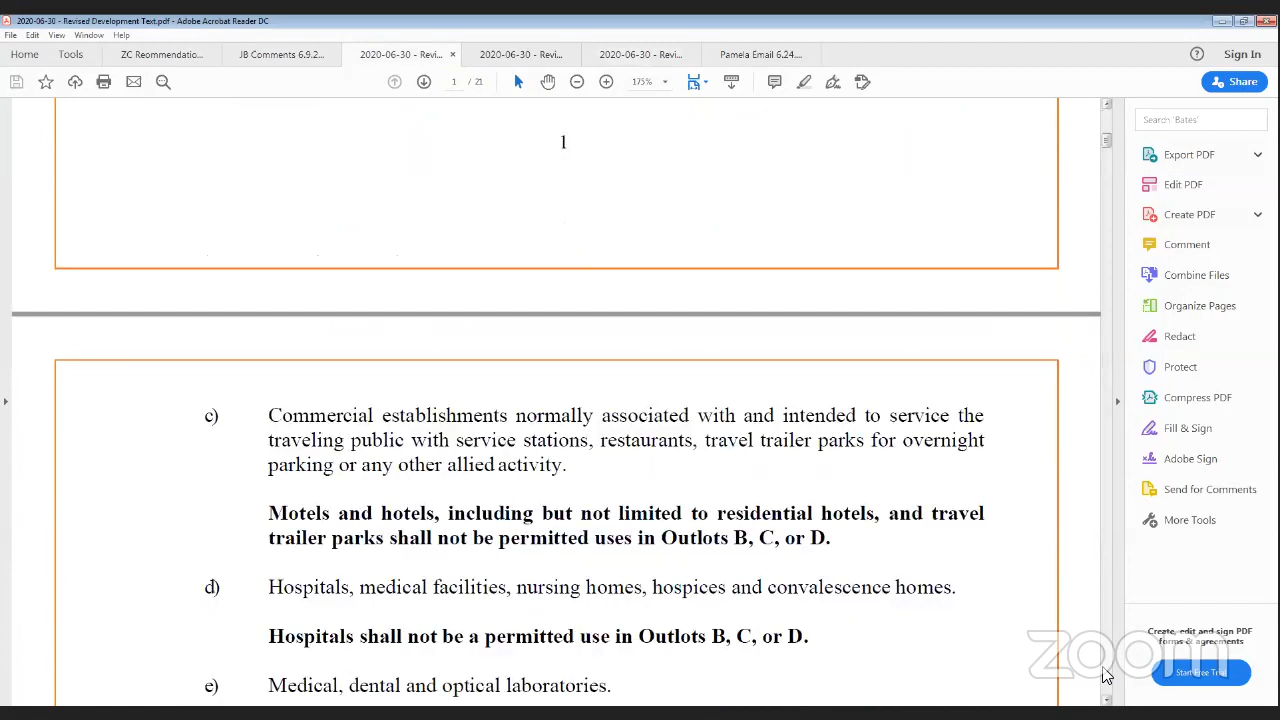 2020-06-30 - Revised Development Text.pdf - Adobe Acrobat Reader DC
File Edit View Window Help
Home Tools ZC Reommendation... JB Comments 6.9.2... 2020-06-30 - Revi... × 2020-06-30 - Revi... 2020-06-30 - Revi... Pamela Email 6.24.... Sign In
1 / 21 175% Share
1
c) Commercial establishments normally associated with and intended to service the
traveling public with service stations, restaurants, travel trailer parks for overnight
parking or any other allied activity.
Motels and hotels, including but not limited to residential hotels, and travel
trailer parks shall not be permitted uses in Outlots B, C, or D.
d) Hospitals, medical facilities, nursing homes, hospices and convalescence homes.
Hospitals shall not be a permitted use in Outlots B, C, or D.
e) Medical, dental and optical laboratories.
Search 'Bates'
Export PDF
Edit PDF
Create PDF
Comment
Combine Files
Organize Pages
Redact
Protect
Compress PDF
Fill & Sign
Adobe Sign
Send for Comments
More Tools
Create, edit and sign PDF
forms & agreements
Start Free Trial
zoom